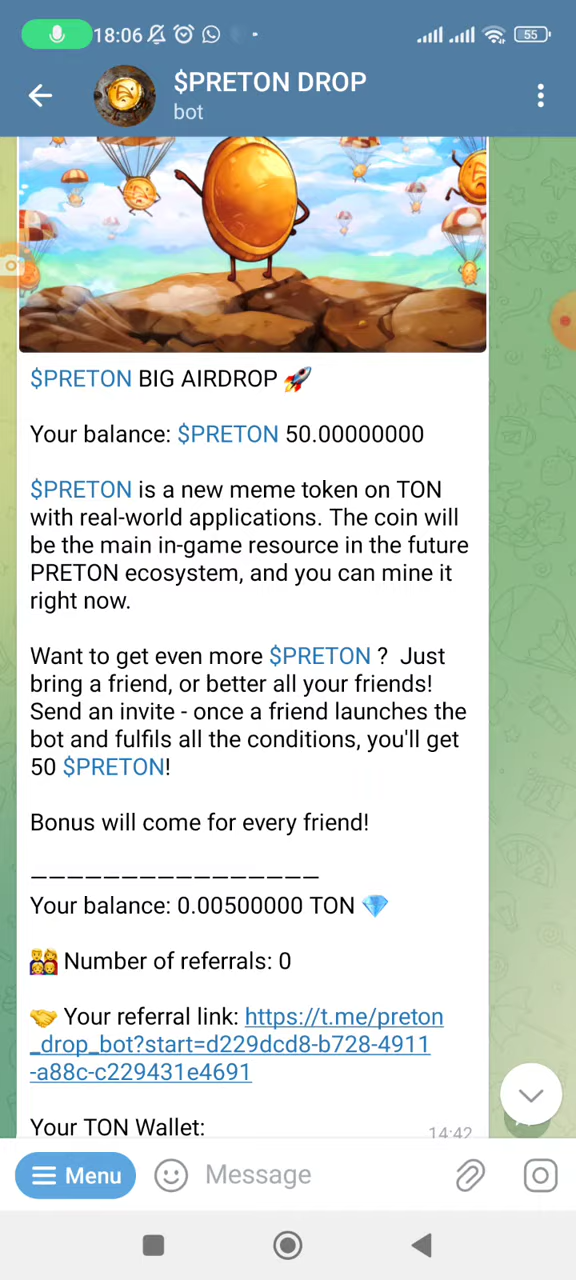 18:06
55
$PRETON DROP
bot
$PRETON BIG AIRDROP 🚀
Your balance: $PRETON 50.00000000
$PRETON is a new meme token on TON
with real-world applications. The coin will
be the main in-game resource in the future
PRETON ecosystem, and you can mine it
right now.
Want to get even more $PRETON ?  Just
bring a friend, or better all your friends!
Send an invite - once a friend launches the
bot and fulfils all the conditions, you'll get
50 $PRETON!
Bonus will come for every friend!
________________
Your balance: 0.00500000 TON 💎
👨‍👩‍👧‍👦 Number of referrals: 0
🤝 Your referral link: https://t.me/preton
_drop_bot?start=d229dcd8-b728-4911
-a88c-c229431e4691
Your TON Wallet:
14:42
Menu
Message